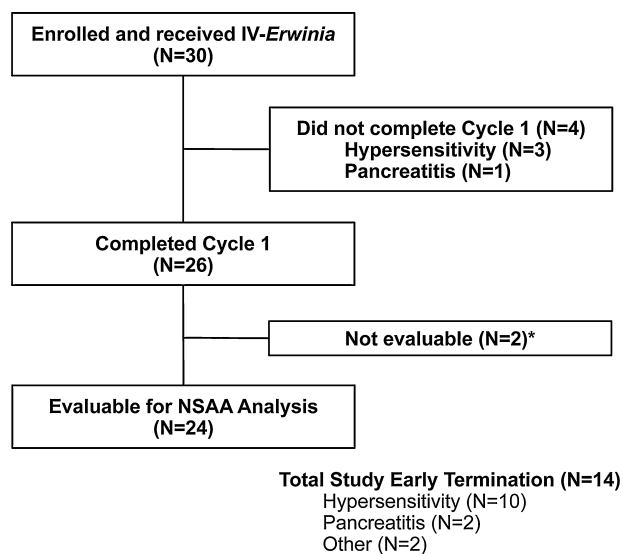 Enrolled and received IV-Erwinia
(N=30)
Did not complete Cycle 1 (N=4)
Hypersensitivity (N=3)
Pancreatitis (N=1)
Completed Cycle 1
(N=26)
Not evaluable (N=2)*
Evaluable for NSAA Analysis
(N=24)
Total Study Early Termination (N=14)
Hypersensitivity (N=10)
Pancreatitis (N=2)
Other (N=2)